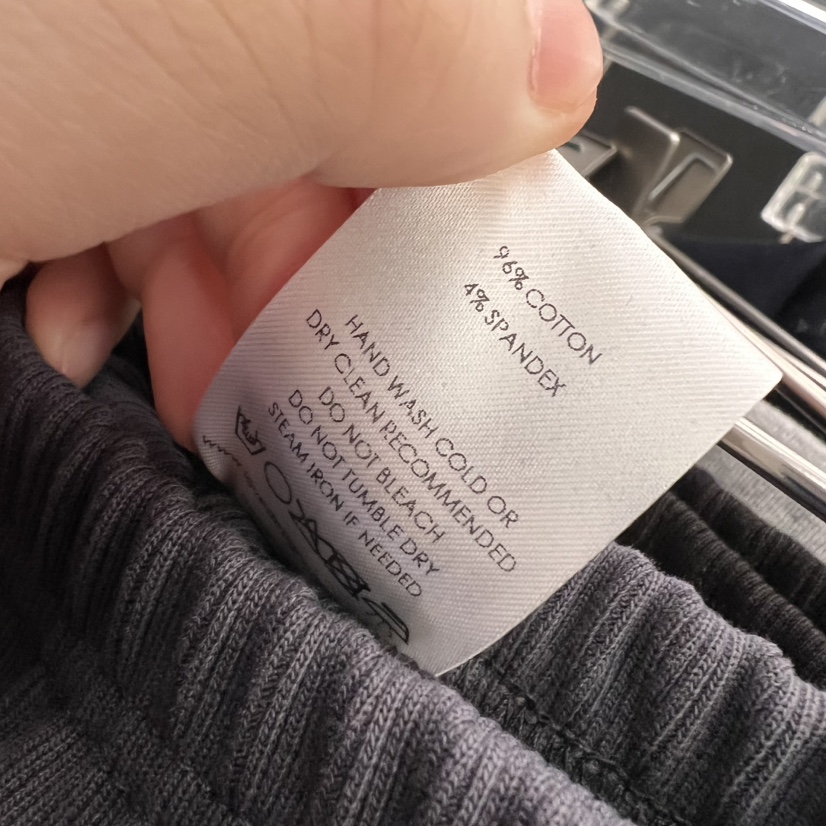 96% COTTON
4% SPANDEX
HAND WASH COLD OR
DRY CLEAN RECOMMENDED
DO NOT BLEACH
DO NOT TUMBLE DRY
STEAM IRON IF NEEDED